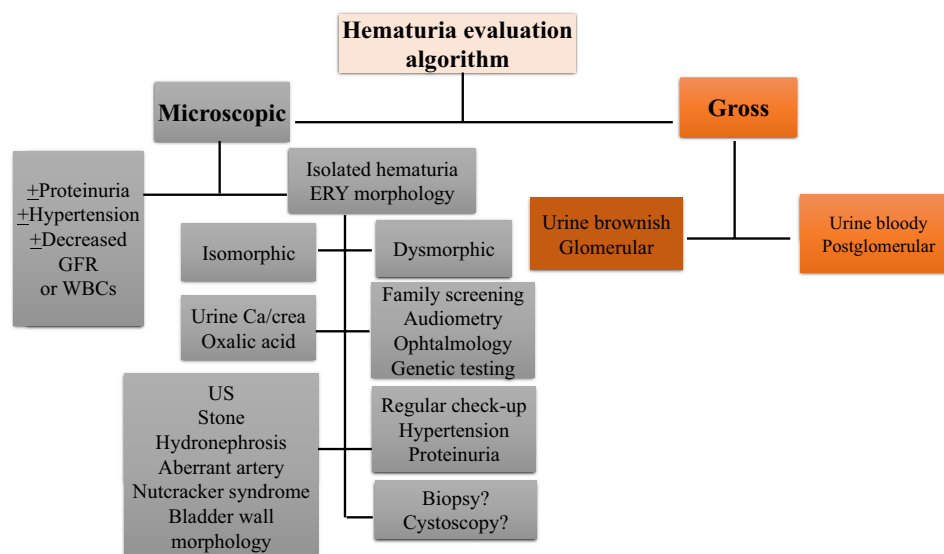 Hematuria evaluation
algorithm
Microscopic
Gross
+Proteinuria
+Hypertension
+Decreased
GFR
or WBCs
Isolated hematuria
ERY morphology
Urine brownish
Glomerular
Urine bloody
Postglomerular
Isomorphic
Dysmorphic
Urine Ca/crea
Oxalic acid
Family screening
Audiometry
Ophtalmology
Genetic testing
US
Stone
Hydronephrosis
Aberrant artery
Nutcracker syndrome
Bladder wall
morphology
Regular check-up
Hypertension
Proteinuria
Biopsy?
Cystoscopy?